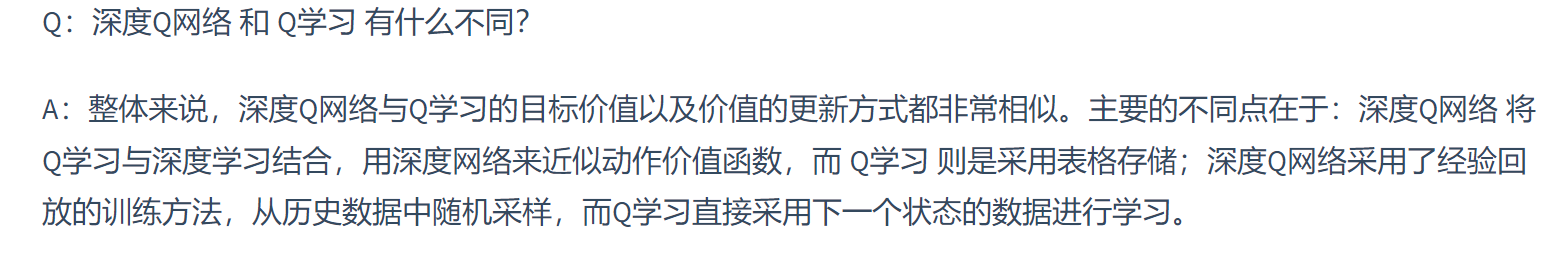 Q：深度Q网络 和 Q学习 有什么不同？
A：整体来说，深度Q网络与Q学习的目标价值以及价值的更新方式都非常相似。主要的不同点在于：深度Q网络 将
Q学习与深度学习结合，用深度网络来近似动作价值函数，而 Q学习 则是采用表格存储；深度Q网络采用了经验回
放的训练方法，从历史数据中随机采样，而Q学习直接采用下一个状态的数据进行学习。